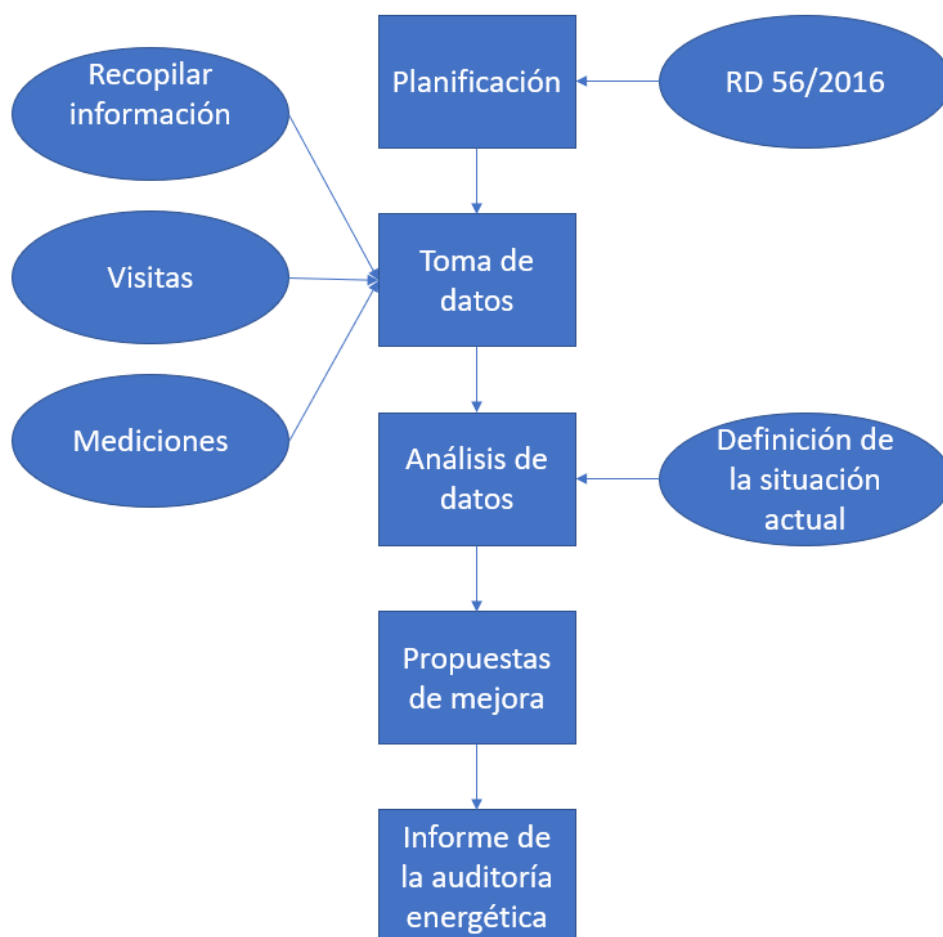 Recopilar
información
Planificación
RD 56/2016
Visitas
Toma de
datos
Mediciones
Análisis de
datos
Definición de
la situación
actual
Propuestas
de mejora
Informe de
la auditoría
energética